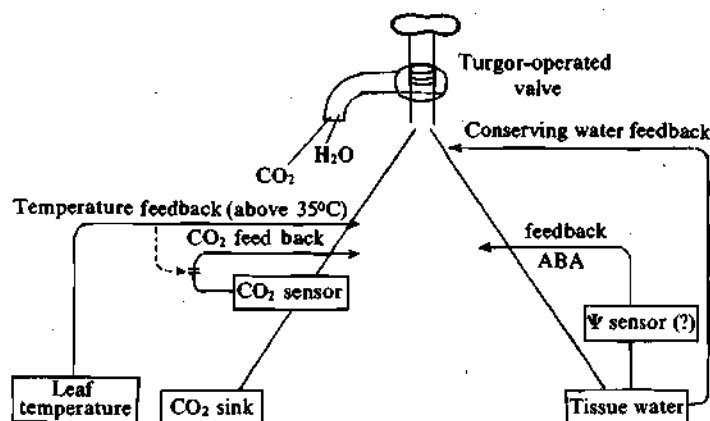 Turgor-operated
valve
Conserving water feedback
H₂O
CO₂
Temperature feedback (above 35⁰C)
CO₂ feed back
feedback
ABA
CO₂ sensor
Ψ sensor (?)
Leaf
temperature
CO₂ sink
Tissue water